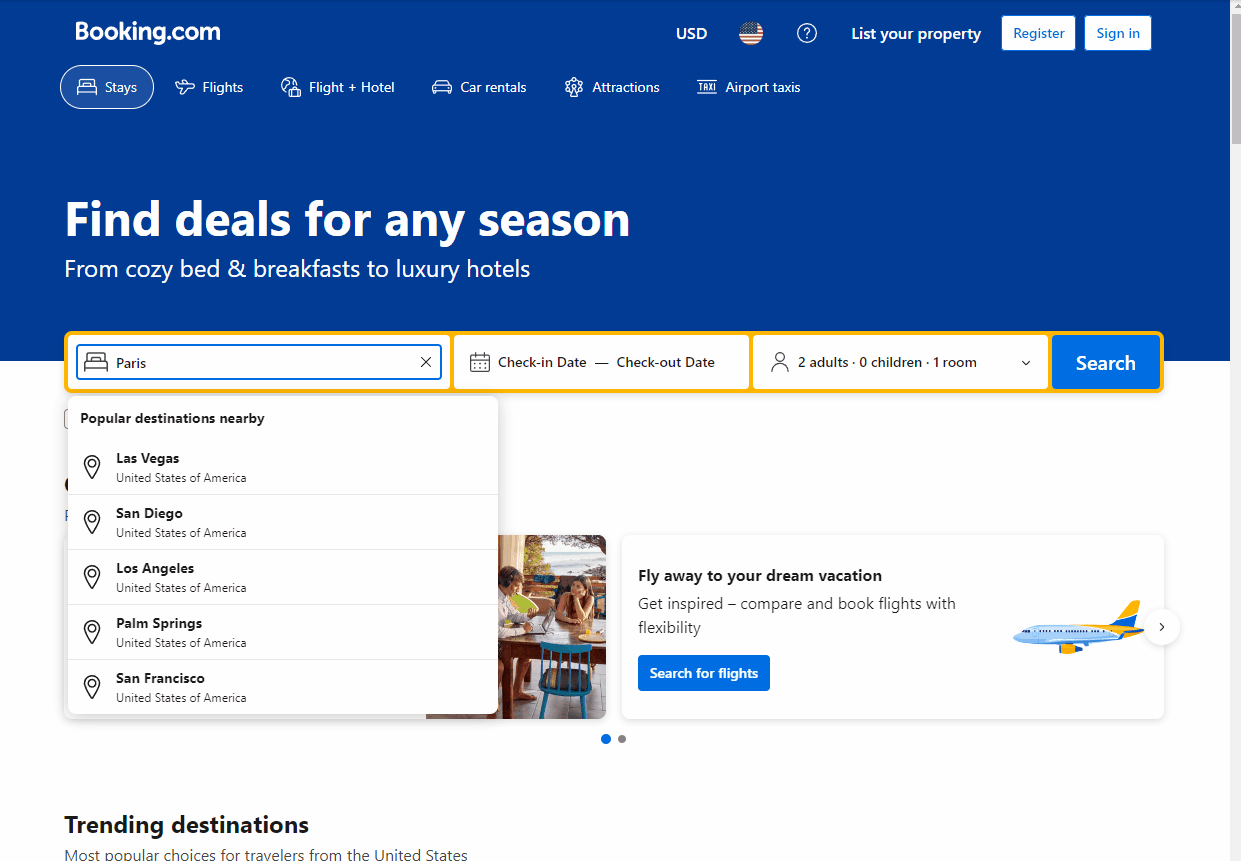 Booking.com
USD
List your property
Register
Sign in
Stays
Flights
Flight + Hotel
Car rentals
Attractions
TAXI
Airport taxis
Find deals for any season
From cozy bed & breakfasts to luxury hotels
Paris
Check-in Date — Check-out Date
2 adults · 0 children · 1 room
Search
Popular destinations nearby
Las Vegas
United States of America
San Diego
United States of America
Los Angeles
United States of America
Palm Springs
United States of America
San Francisco
United States of America
Fly away to your dream vacation
Get inspired – compare and book flights with
flexibility
Search for flights
Trending destinations
Most popular choices for travelers from the United States